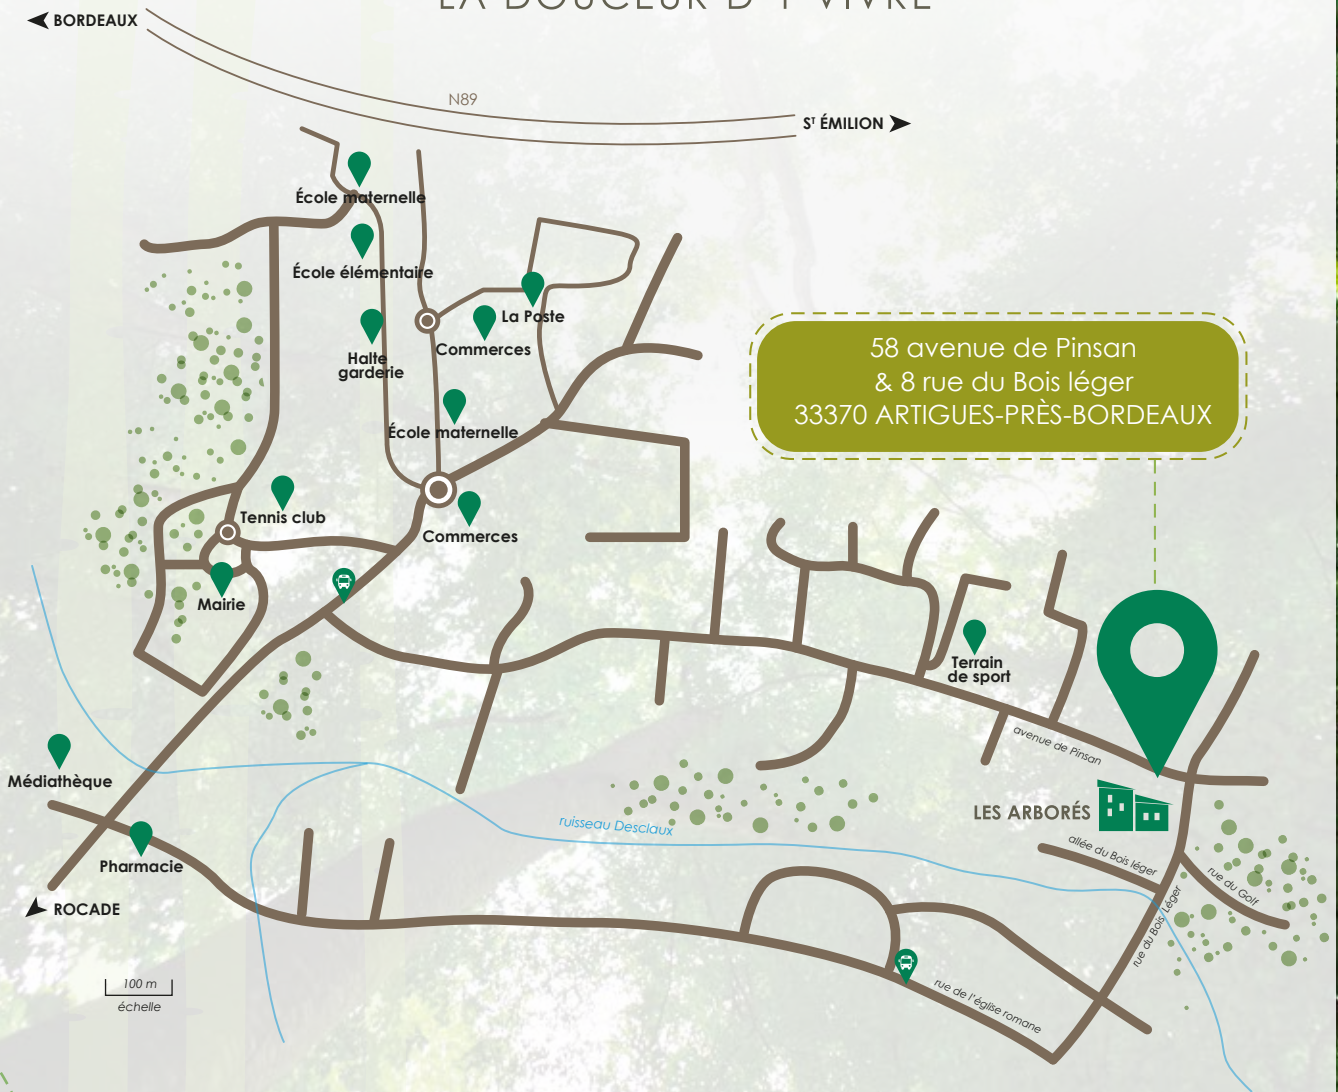 LA DOUCEUR D'Y VIVRE
BORDEAUX
N89
Sᵀ ÉMILION
École maternelle
École élémentaire
La Poste
Halte
garderie
Commerces
École maternelle
58 avenue de Pinsan
& 8 rue du Bois léger
33370 ARTIGUES-PRÈS-BORDEAUX
Tennis club
Commerces
Mairie
Terrain
de sport
avenue de Pinsan
Médiathèque
LES ARBORÉS
ruisseau Desclaux
allée du Bois léger
Pharmacie
rue du Golf
ROCADE
rue du Bois Léger
100 m
échelle
rue de l'église romane